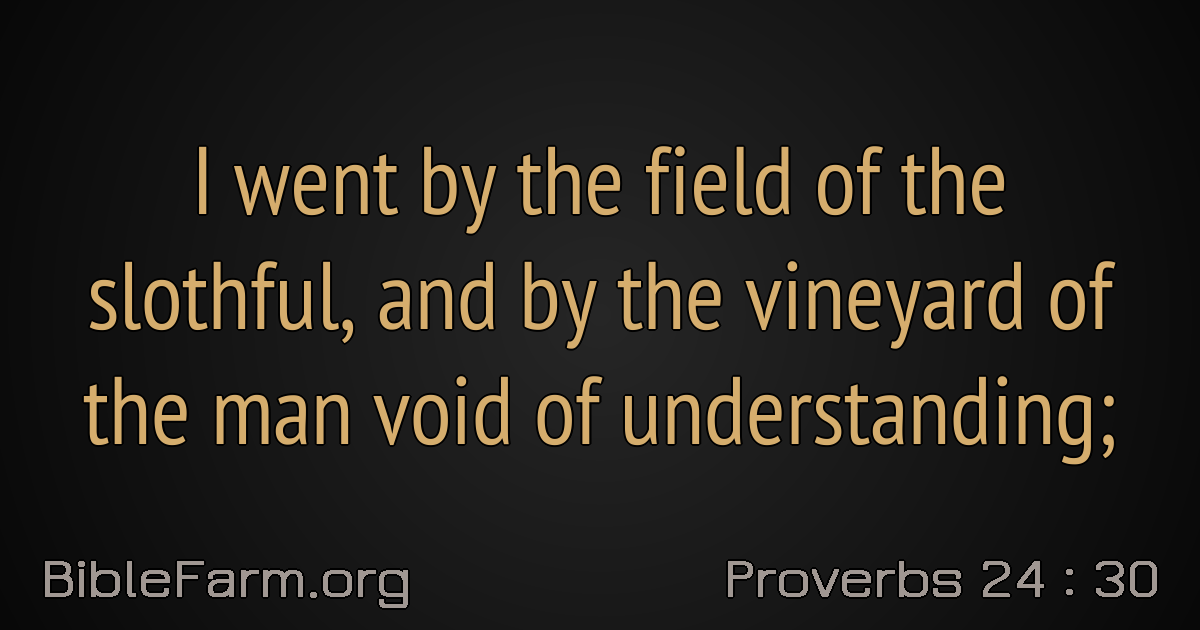 I went by the field of the
slothful, and by the vineyard of
the man void of understanding;
BibleFarm.org
Proverbs 24 : 30